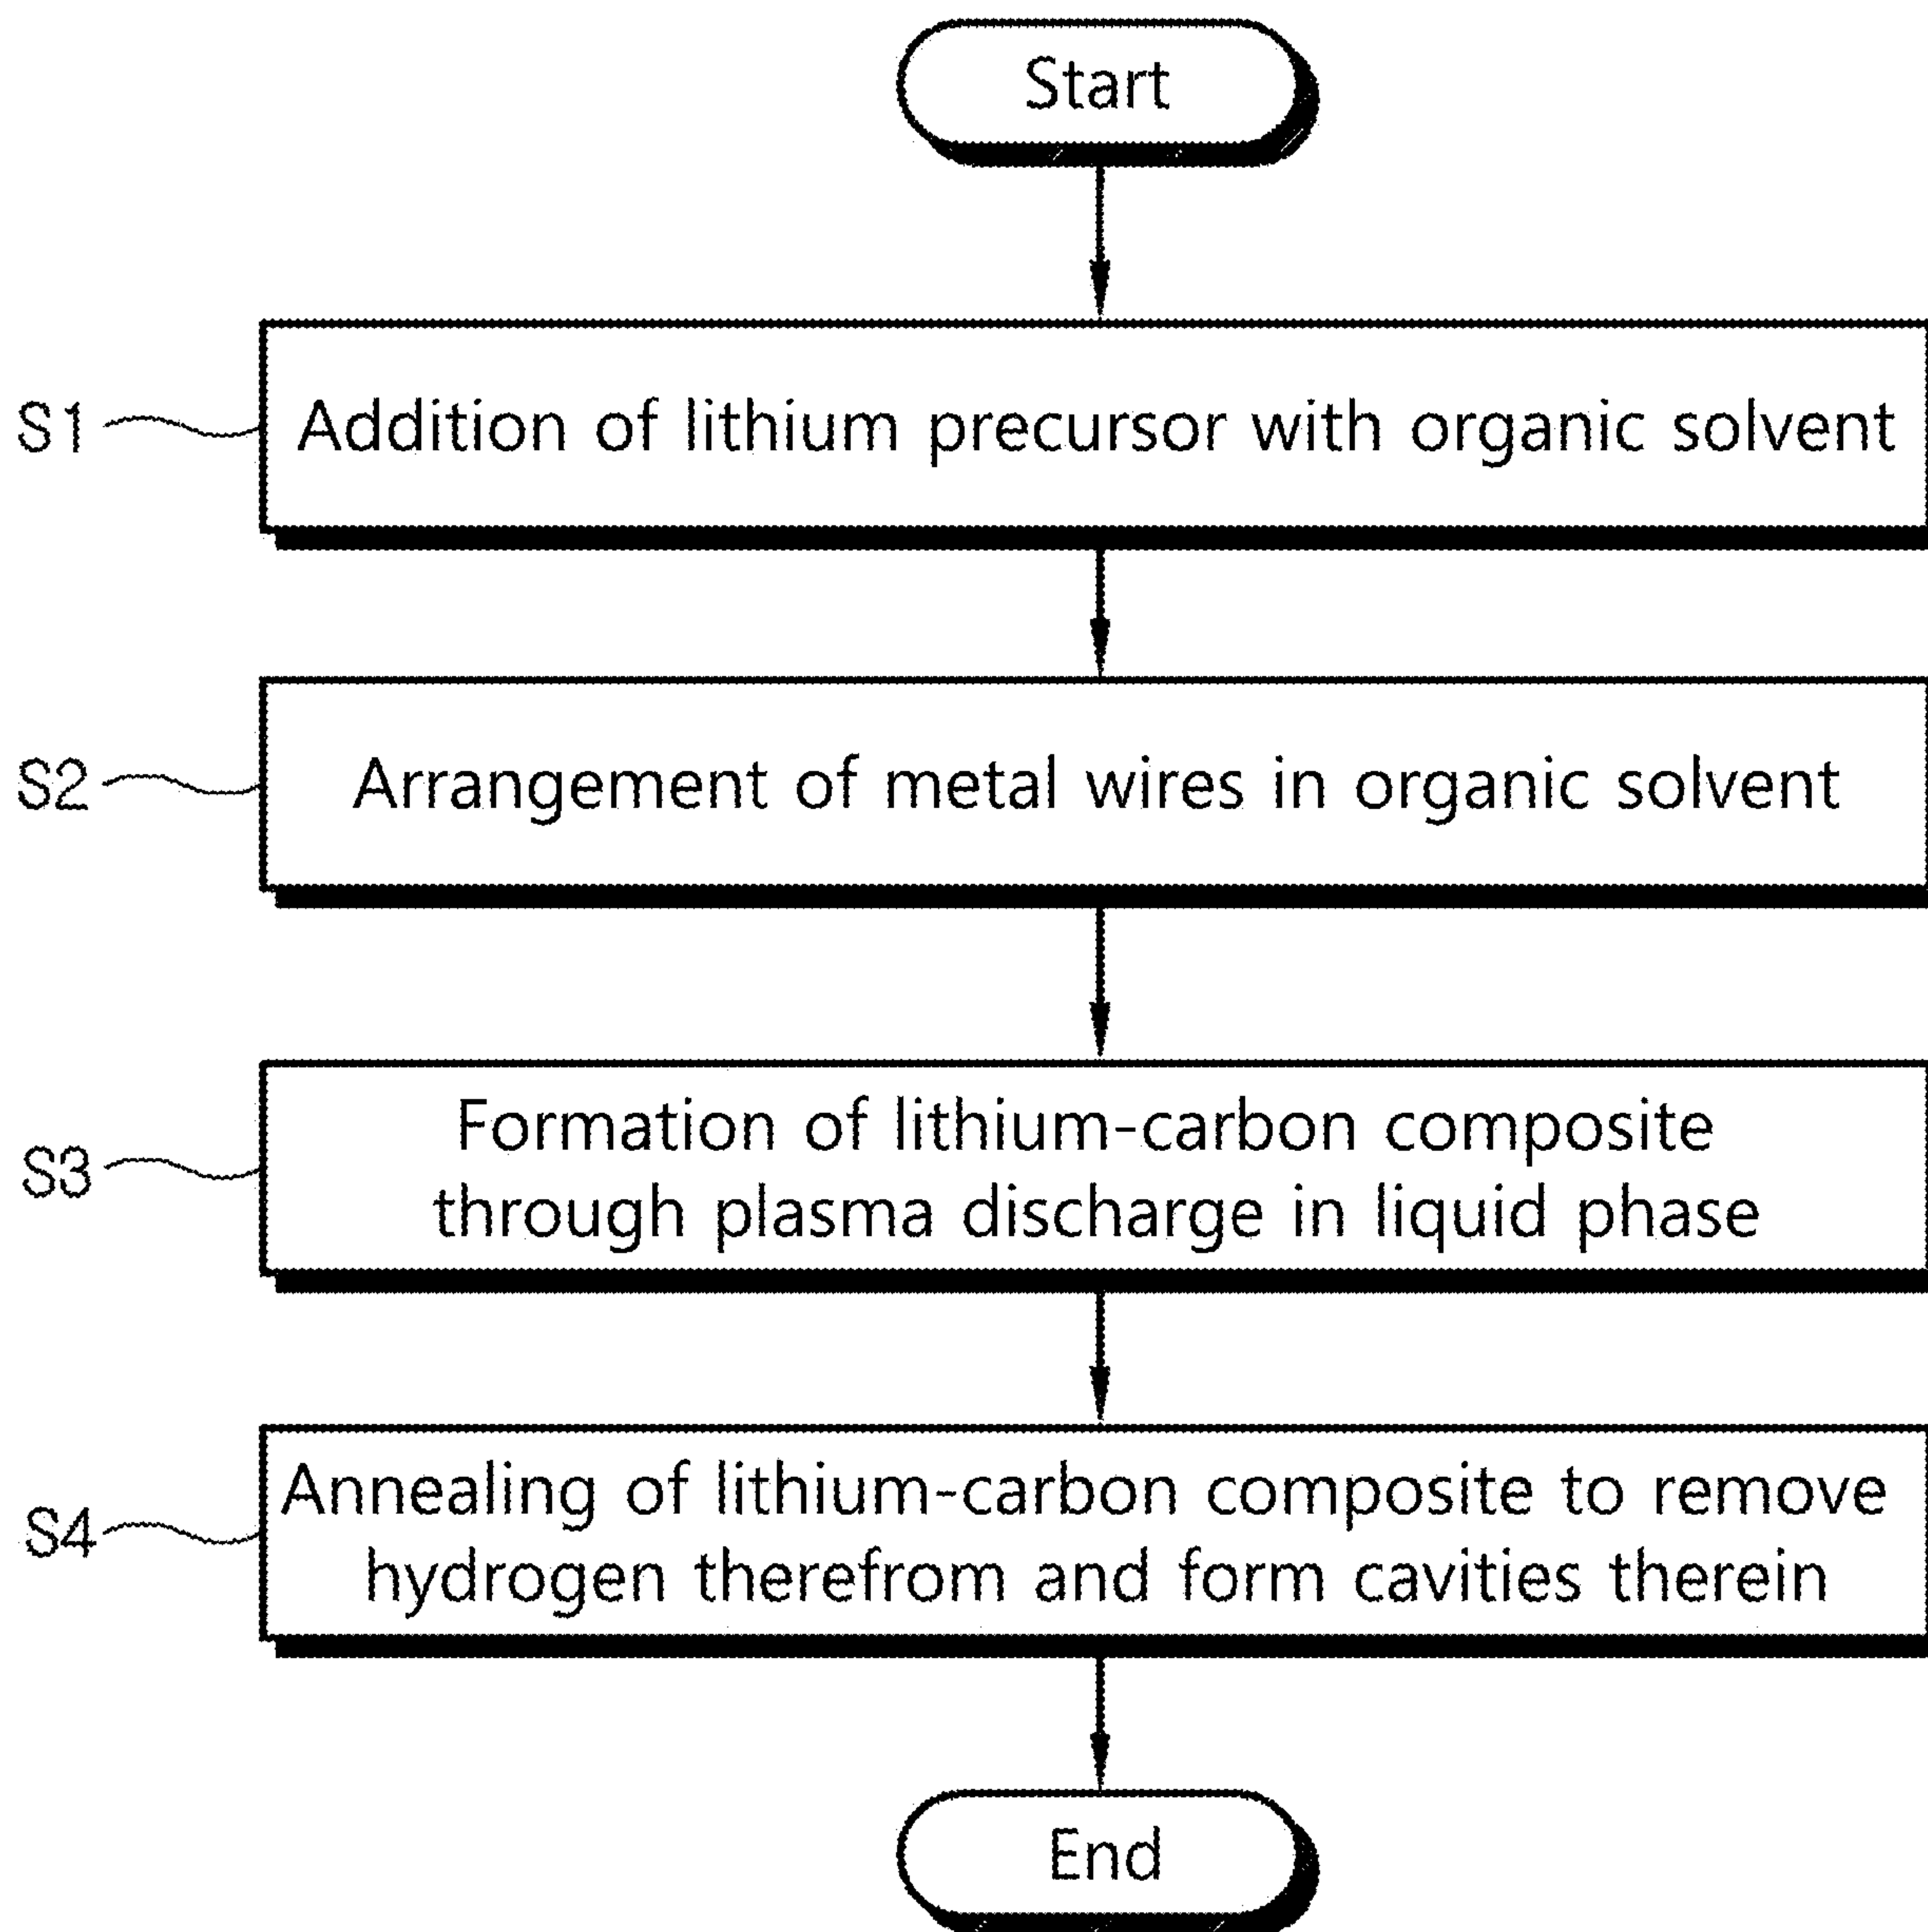 Start
S1
Addition of lithium precursor with organic solvent
S2
Arrangement of metal wires in organic solvent
S3
Formation of lithium-carbon composite
through plasma discharge in liquid phase
S4
Annealing of lithium-carbon composite to remove
hydrogen therefrom and form cavities therein
End